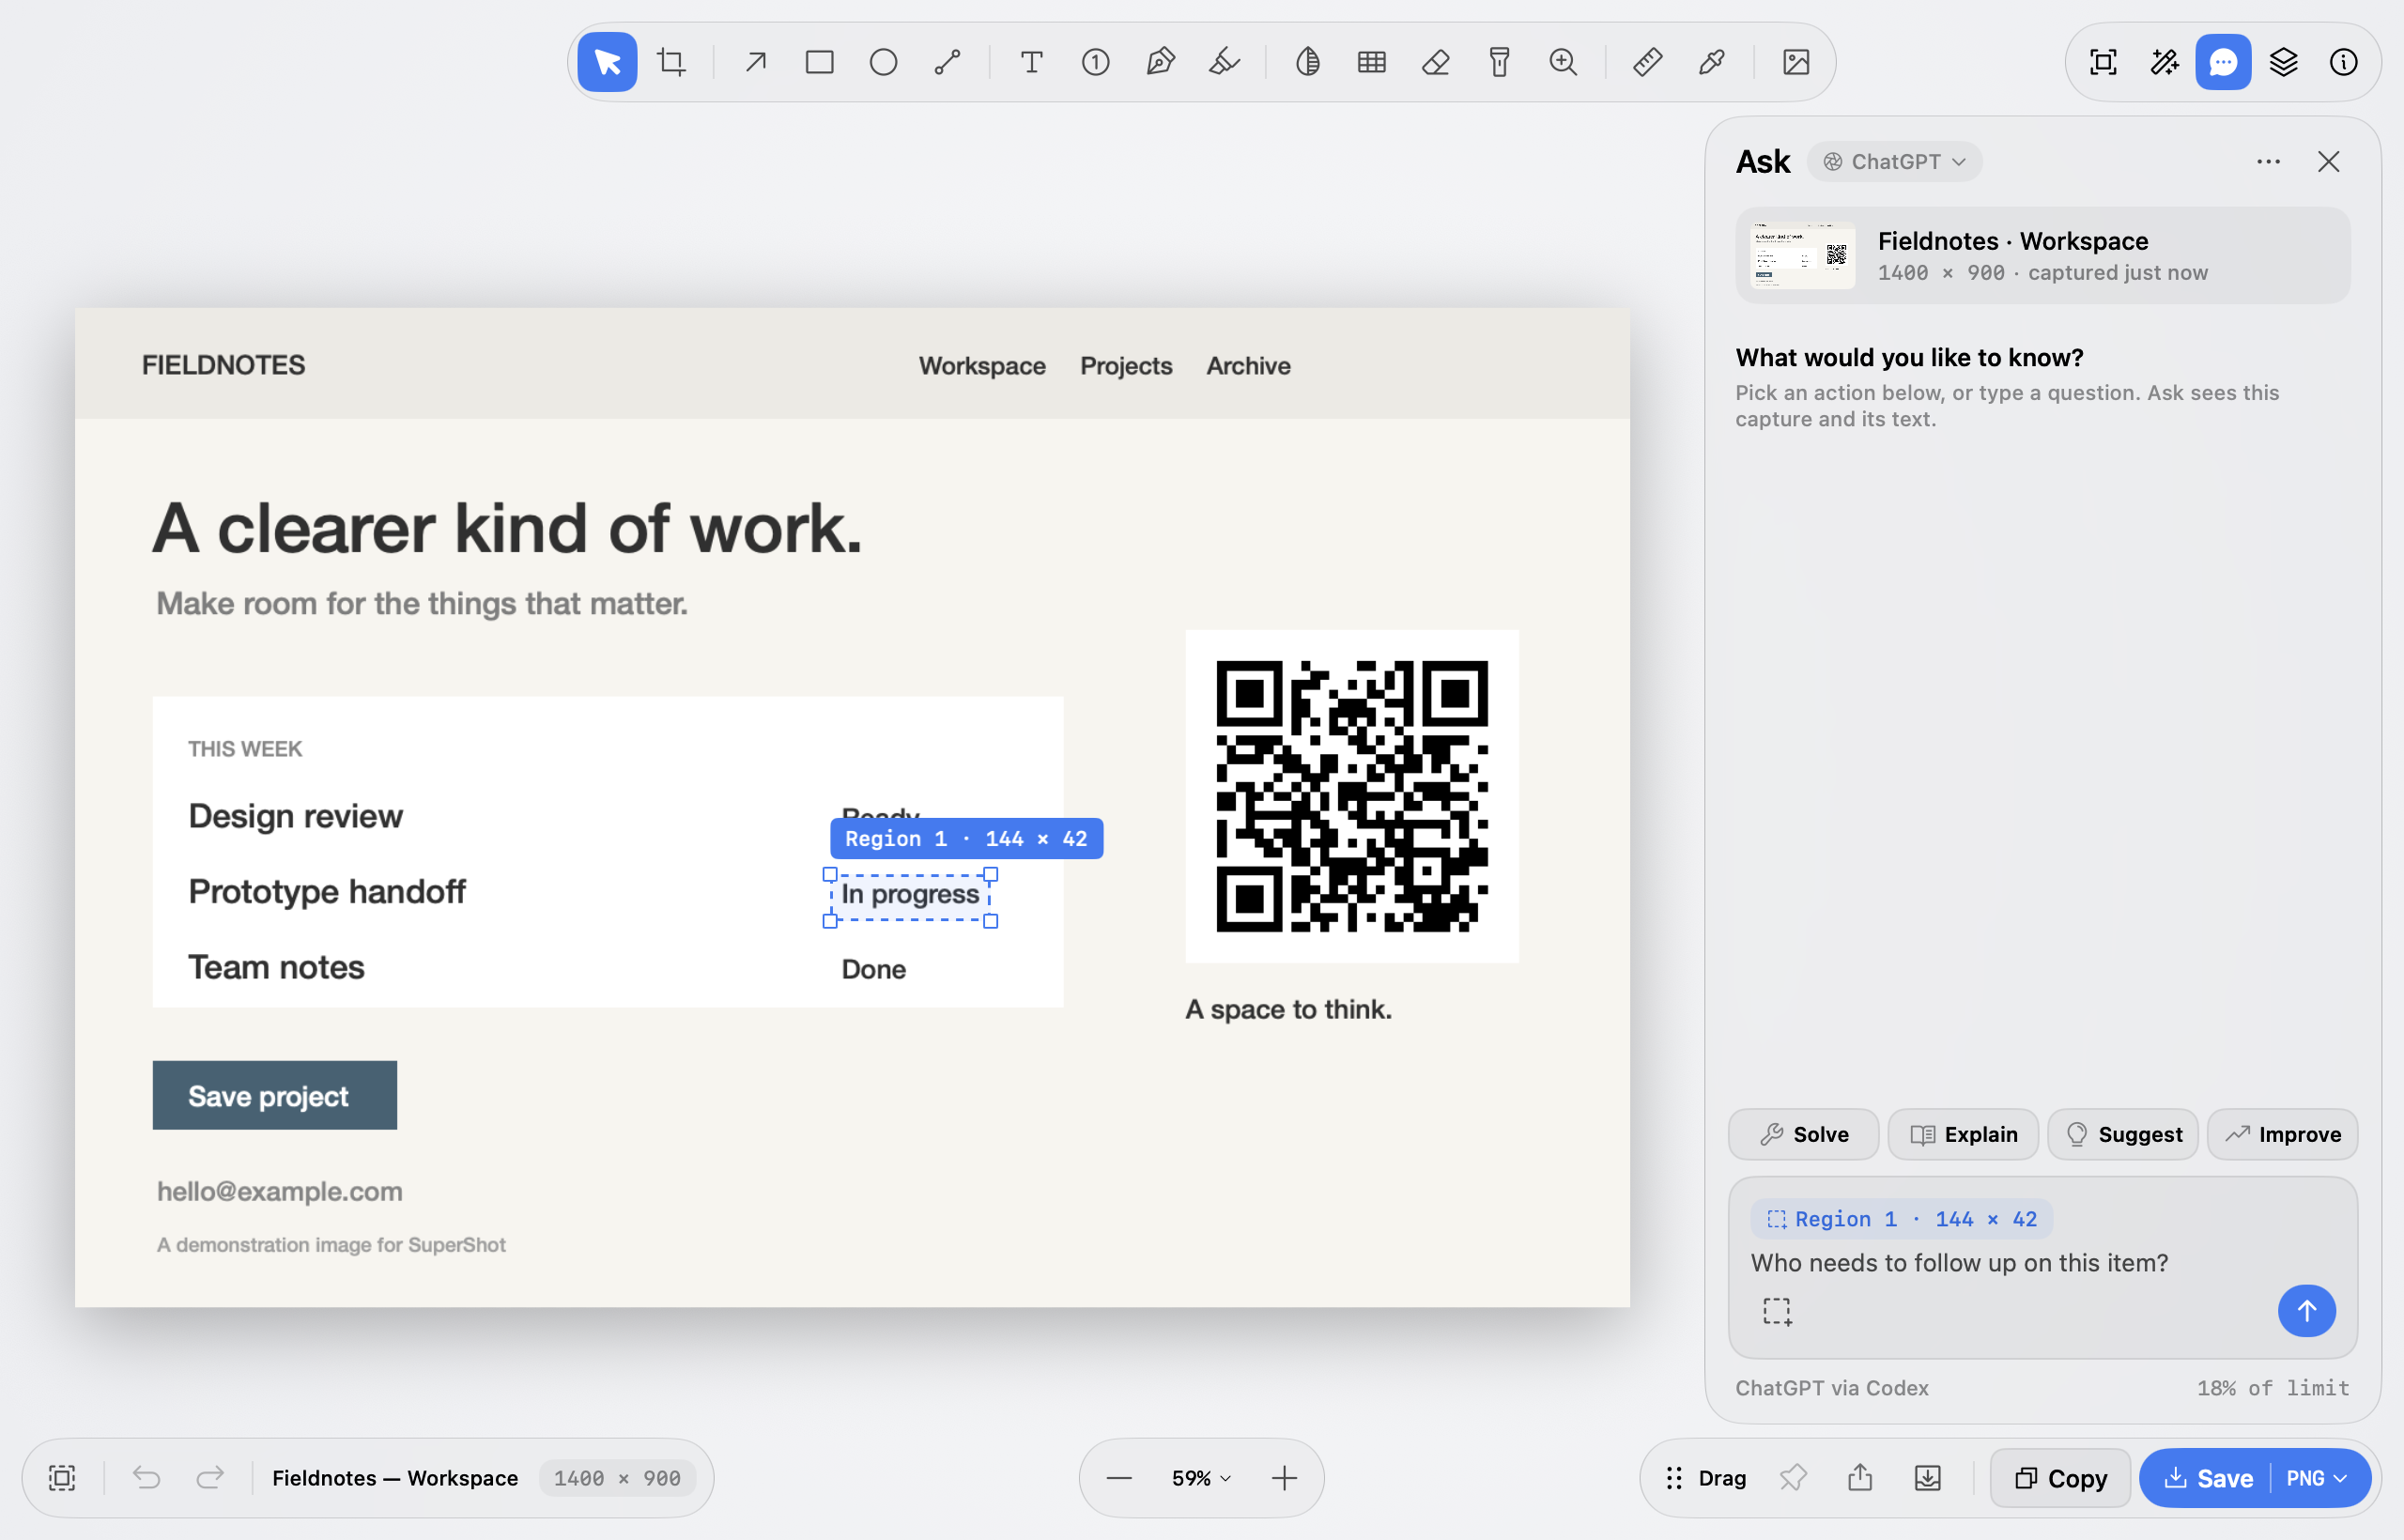 Ask
ChatGPT
Fieldnotes · Workspace
1400 × 900 · captured just now
What would you like to know?
Pick an action below, or type a question. Ask sees this
capture and its text.
FIELDNOTES
Workspace Projects Archive
A clearer kind of work.
Make room for the things that matter.
THIS WEEK
Design review Ready
Region 1 · 144 × 42
Prototype handoff In progress
Team notes Done
A space to think.
Save project
hello@example.com
A demonstration image for SuperShot
Solve Explain Suggest Improve
Region 1 · 144 × 42
Who needs to follow up on this item?
ChatGPT via Codex 18% of limit
Fieldnotes — Workspace 1400 × 900
59%
Drag Copy Save PNG